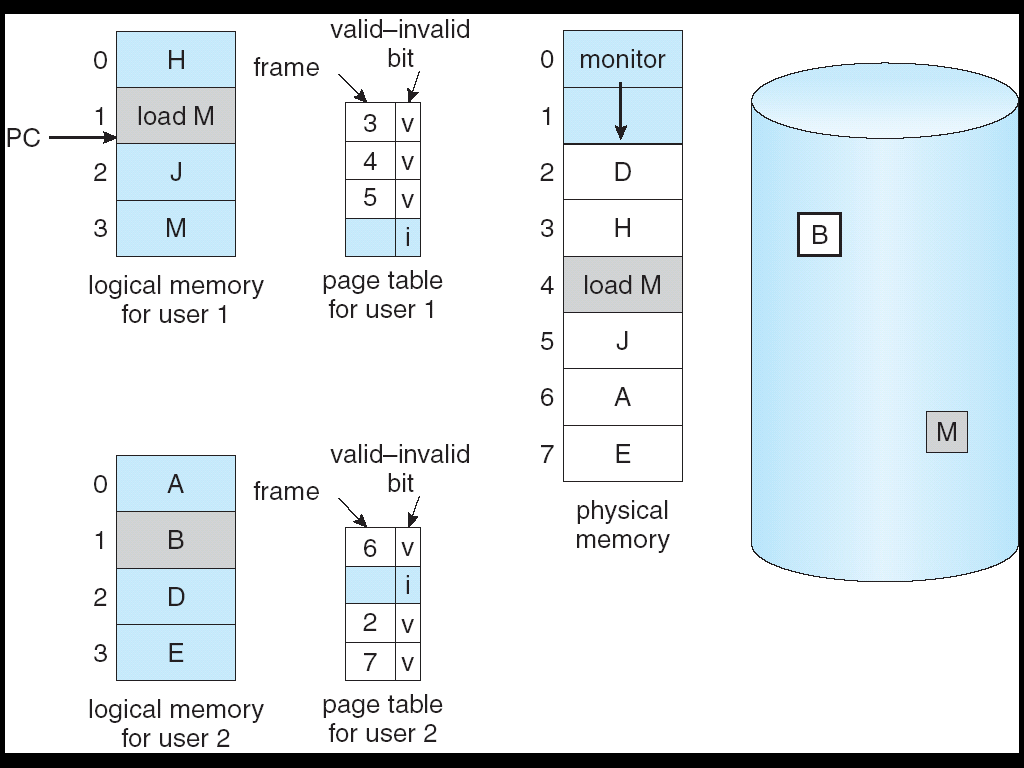 valid–invalid
bit
frame
0 H
1 load M
PC
2 J
3 M
logical memory
for user 1
3 v
4 v
5 v
i
page table
for user 1
0 monitor
1
2 D
3 H
4 load M
5 J
6 A
7 E
physical
memory
B
M
valid–invalid
bit
frame
0 A
1 B
2 D
3 E
logical memory
for user 2
6 v
i
2 v
7 v
page table
for user 2